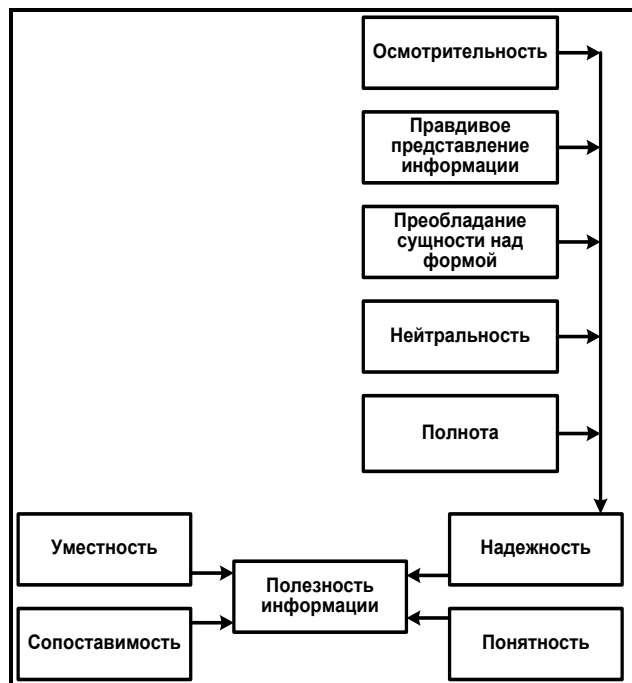 Осмотрительность
Правдивое
представление
информации
Преобладание
сущности над
формой
Нейтральность
Полнота
Уместность
Надежность
Полезность
информации
Сопоставимость
Понятность